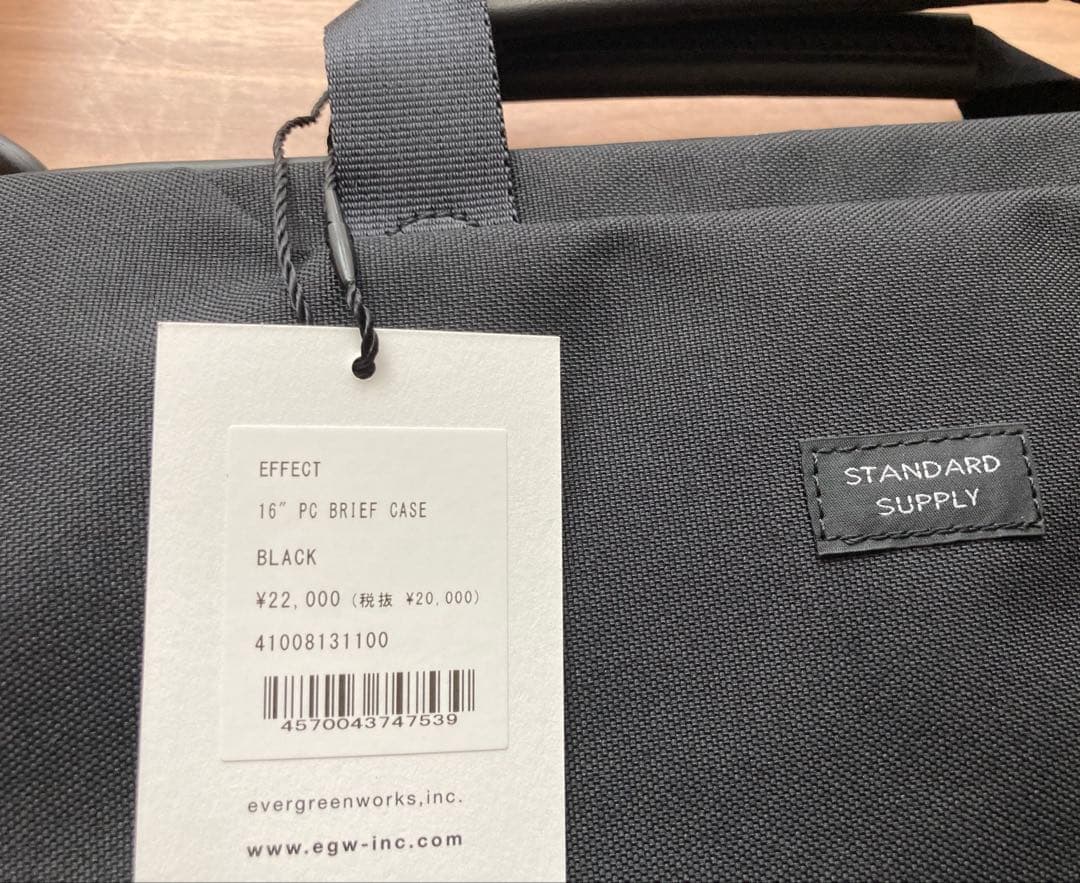 EFFECT
16″ PC BRIEF CASE
BLACK
¥22,000 (税抜 ¥20,000)
41008131100
4570043747539
evergreenworks,inc.
www.egw-inc.com
STANDARD
SUPPLY